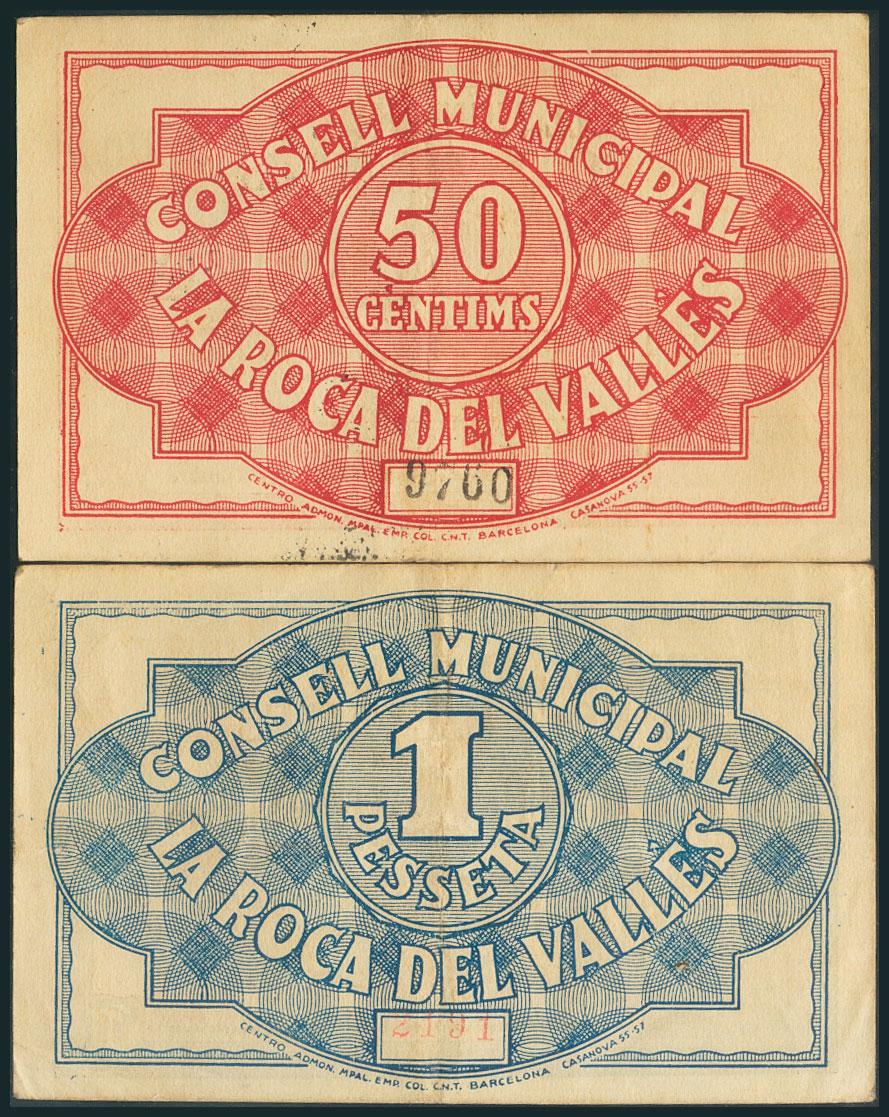 CONSELL MUNICIPAL
50
CÈNTIMS
LA ROCA DEL VALLÈS
9760
CENTRO ADMON. MPAL. EMP. COL. C.N.T. BARCELONA CASANOVA 55-57
CONSELL MUNICIPAL
1
PESSETA
LA ROCA DEL VALLÈS
2191
CENTRO ADMON. MPAL. EMP. COL. C.N.T. BARCELONA CASANOVA 55-57